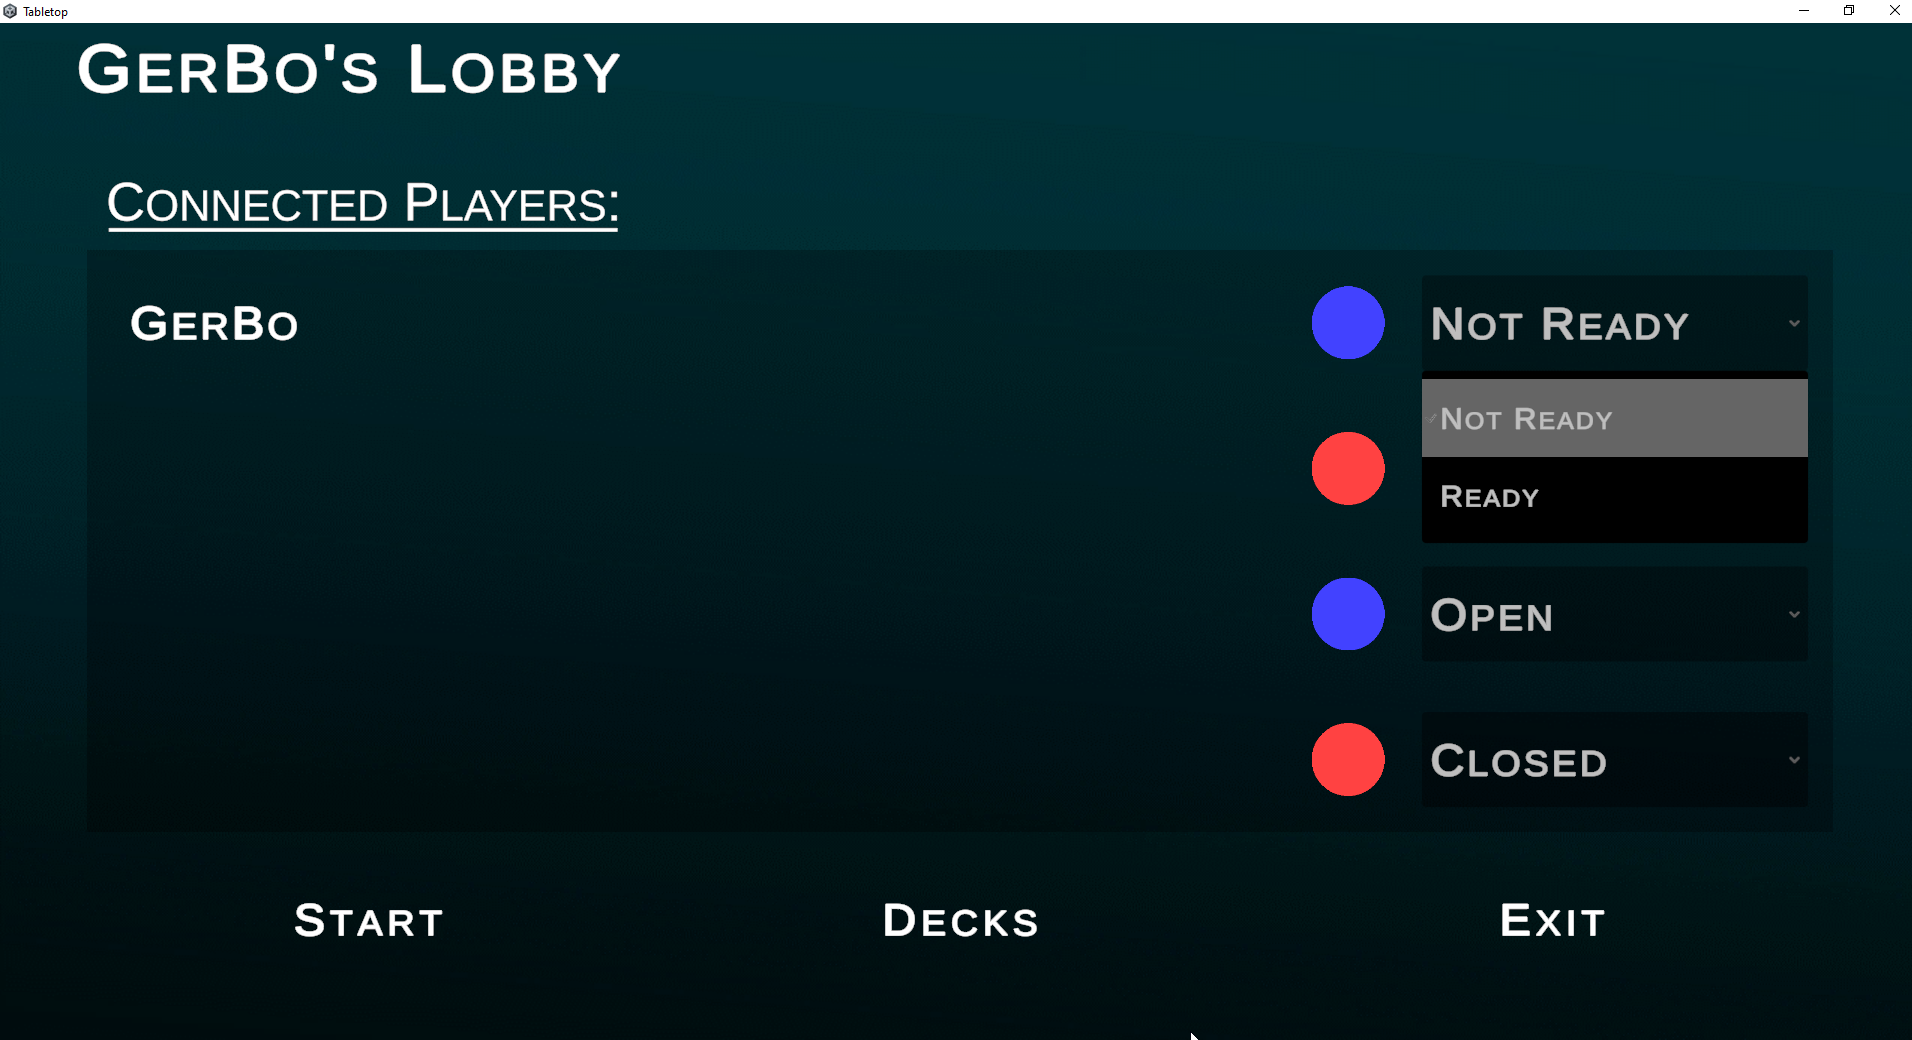 Tabletop
GerBo's Lobby
Connected Players:
GerBo
Not Ready
Not Ready
Ready
Open
Closed
Start
Decks
Exit